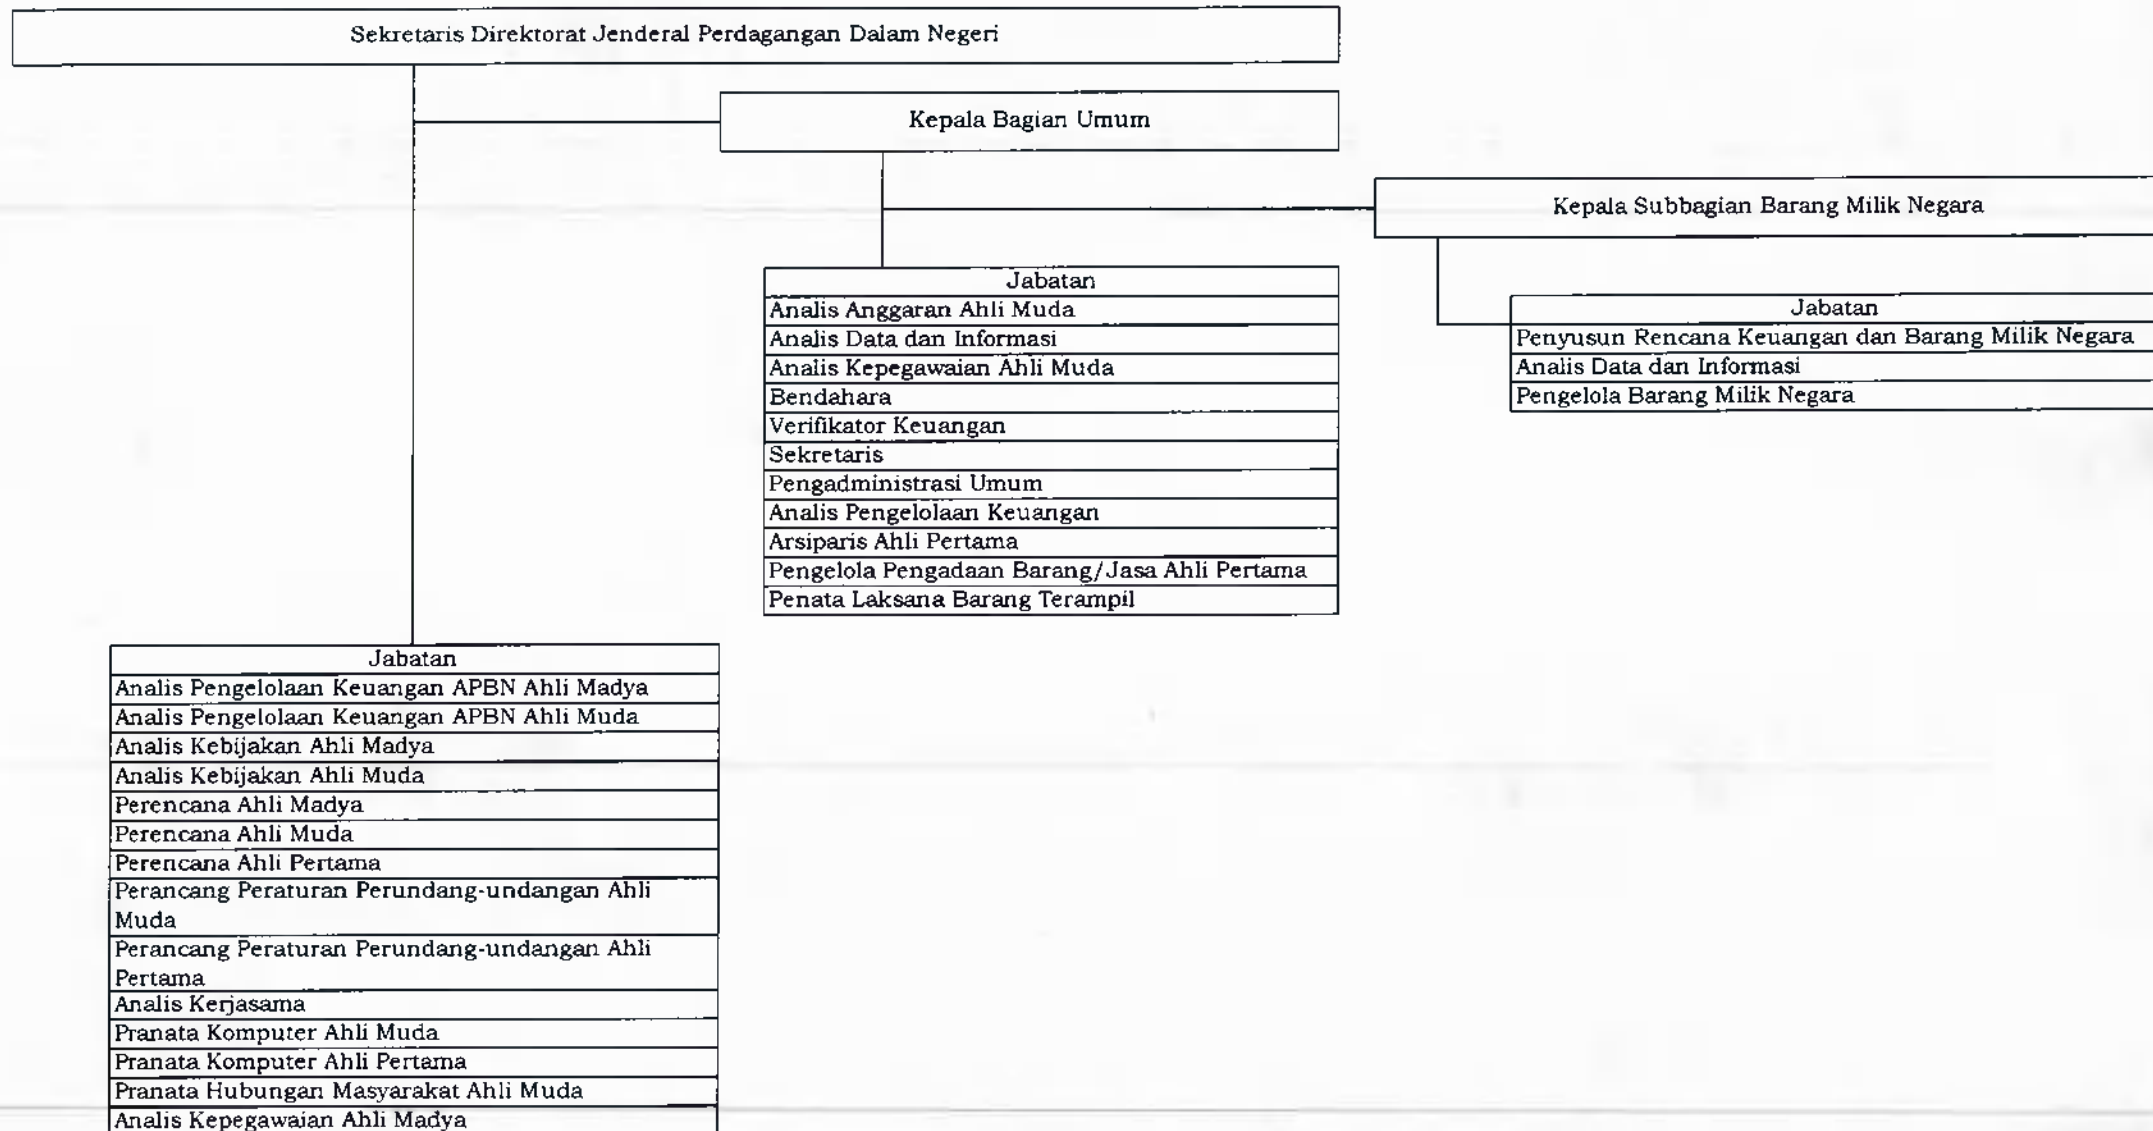 Sekretaris Direktorat Jenderal Perdagangan Dalam Negeri
Kepala Bagian Umum
Kepala Subbagian Barang Milik Negara
Jabatan
Analis Anggaran Ahli Muda
Analis Data dan Informasi
Analis Kepegawaian Ahli Muda
Bendahara
Verifikator Keuangan
Sekretaris
Pengadministrasi Umum
Analis Pengelolaan Keuangan
Arsiparis Ahli Pertama
Pengelola Pengadaan Barang/Jasa Ahli Pertama
Penata Laksana Barang Terampil
Jabatan
Penyusun Rencana Keuangan dan Barang Milik Negara
Analis Data dan Informasi
Pengelola Barang Milik Negara
Jabatan
Analis Pengelolaan Keuangan APBN Ahli Madya
Analis Pengelolaan Keuangan APBN Ahli Muda
Analis Kebijakan Ahli Madya
Analis Kebijakan Ahli Muda
Perencana Ahli Madya
Perencana Ahli Muda
Perencana Ahli Pertama
Perancang Peraturan Perundang-undangan Ahli
Muda
Perancang Peraturan Perundang-undangan Ahli
Pertama
Analis Kerjasama
Pranata Komputer Ahli Muda
Pranata Komputer Ahli Pertama
Pranata Hubungan Masyarakat Ahli Muda
Analis Kepegawaian Ahli Madya